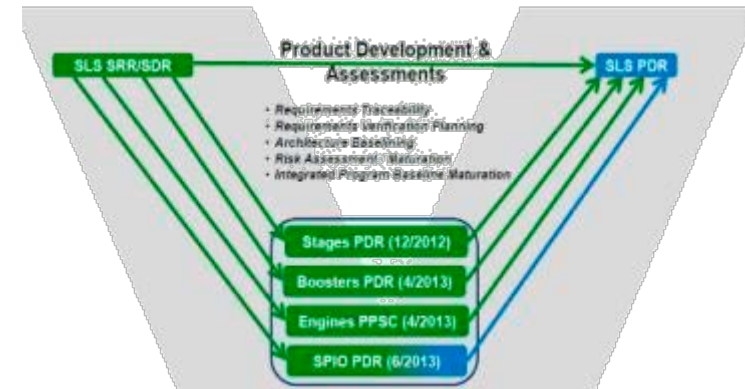 Product Development &
Assessments
SLS SRR/SDR
SLS PDR
• Requirements Traceability
• Requirements Verification Planning
• Architecture Baselining
• Risk Assessment Maturation
• Integrated Program Baseline Maturation
Stages PDR (12/2012)
Boosters PDR (4/2013)
Engines PPSC (4/2013)
SPIO PDR (6/2013)